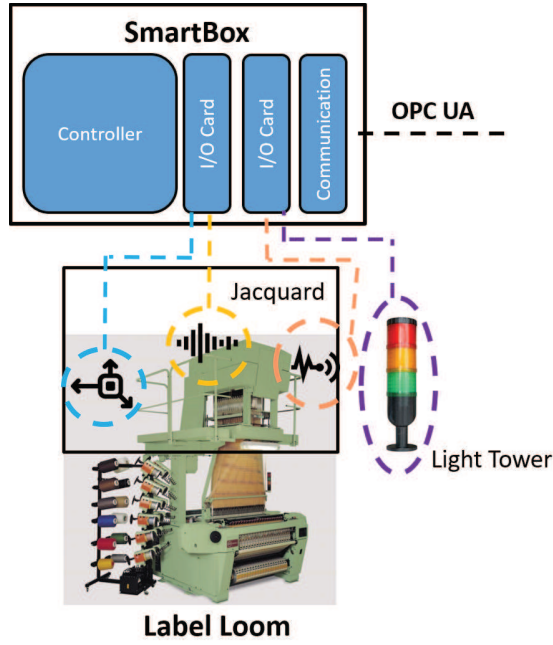 SmartBox
Controller
I/O Card
I/O Card
Communication
OPC UA
Jacquard
Light Tower
Label Loom